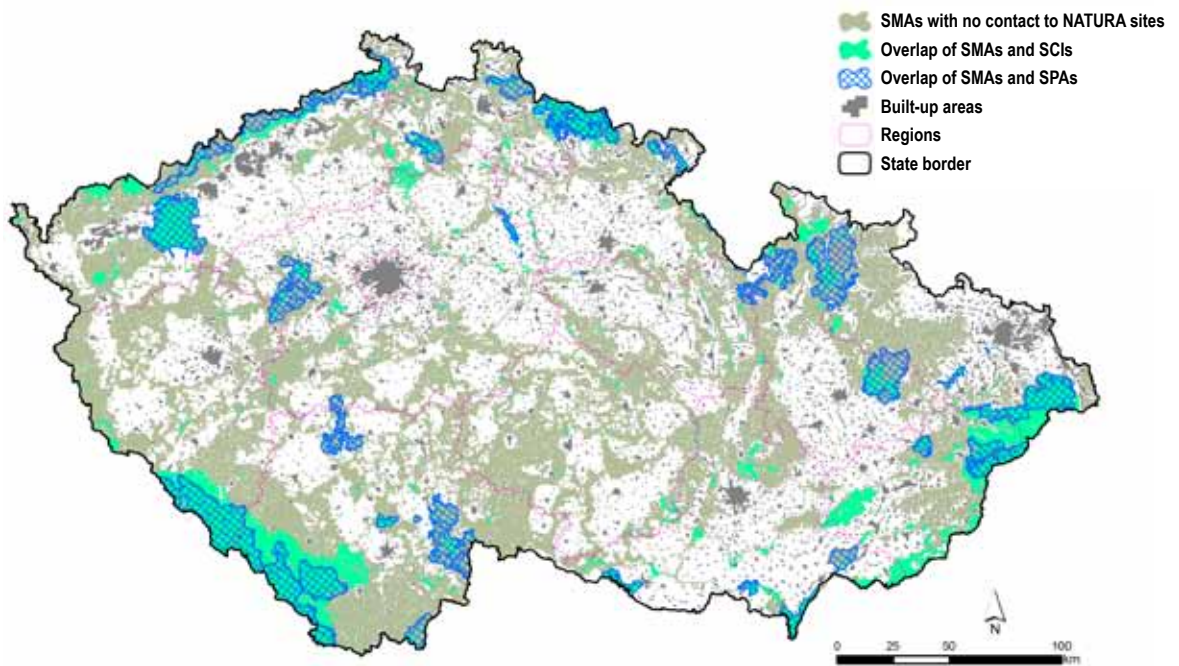 SMAs with no contact to NATURA sites
Overlap of SMAs and SCIs
Overlap of SMAs and SPAs
Built-up areas
Regions
State border
N
0 25 50 100
km